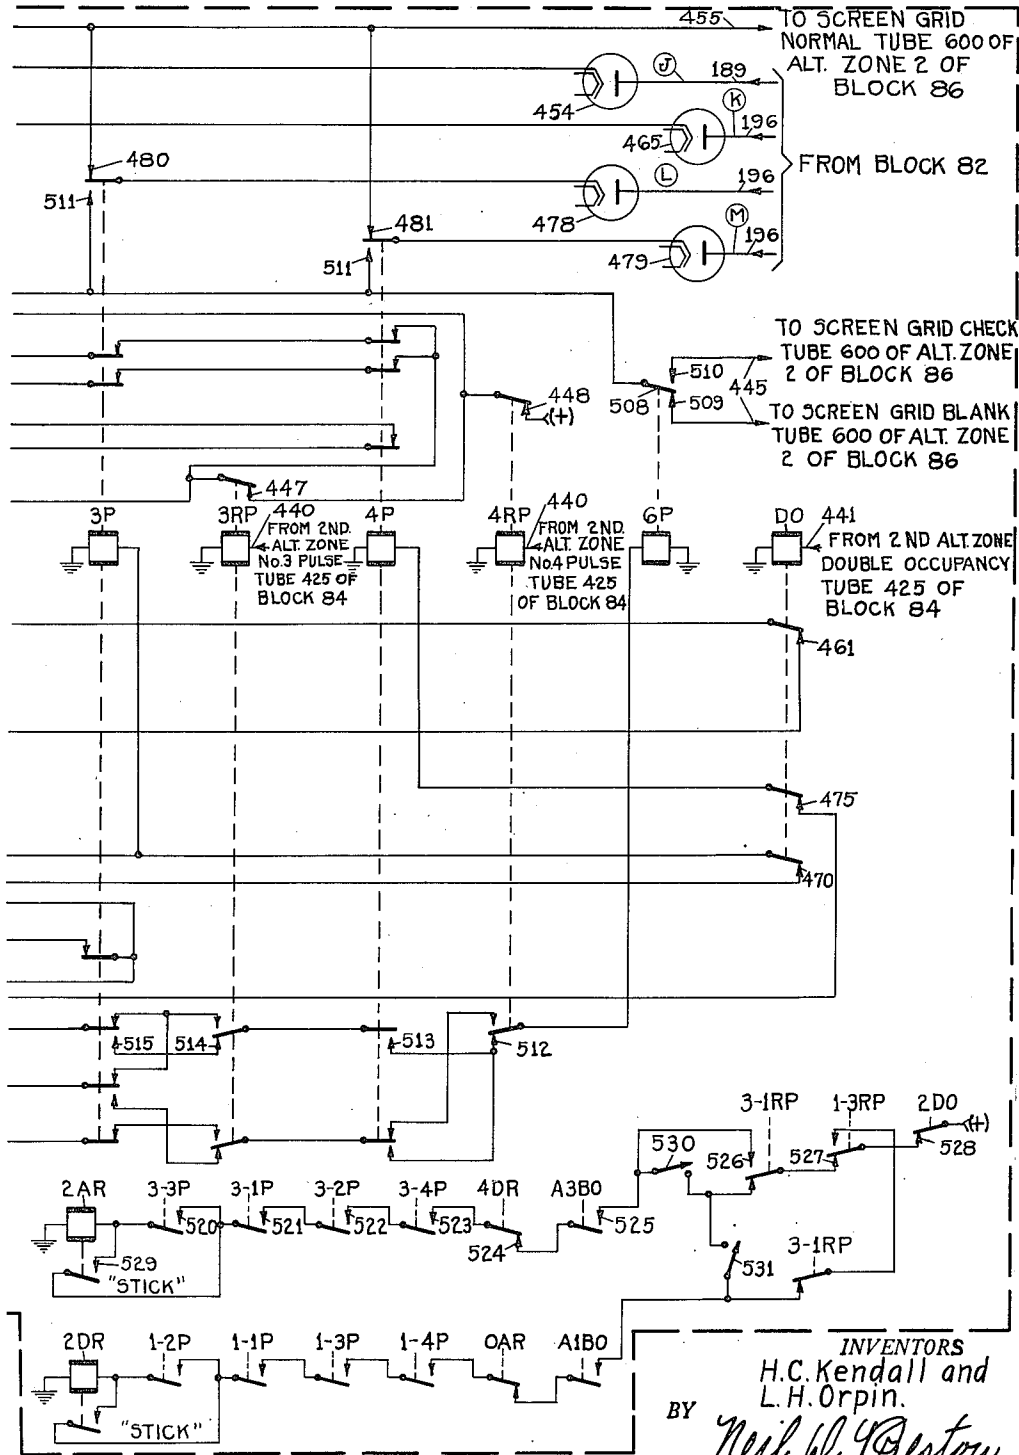 455
TO SCREEN GRID
NORMAL TUBE 600 OF
ALT. ZONE 2 OF
BLOCK 86
J
189
454
K
196
465
FROM BLOCK 82
480
L
196
511
478
481
M
196
511
479
TO SCREEN GRID CHECK
TUBE 600 OF ALT. ZONE
2 OF BLOCK 86
510
445
508
509
448
(+)
TO SCREEN GRID BLANK
TUBE 600 OF ALT. ZONE
2 OF BLOCK 86
447
3P
3RP
440
FROM 2ND.
ALT. ZONE
No.3 PULSE
TUBE 425 OF
BLOCK 84
4P
4RP
440
FROM 2ND.
ALT. ZONE
No.4 PULSE
TUBE 425
OF BLOCK 84
6P
DO
441
FROM 2ND ALT. ZONE
DOUBLE OCCUPANCY
TUBE 425 OF
BLOCK 84
461
475
470
515
514
513
512
3-1RP
1-3RP
2DO
(+)
530
526
527
528
2AR
3-3P
3-1P
3-2P
3-4P
4DR
A3BO
520
521
522
523
524
525
529
"STICK"
531
3-1RP
2DR
1-2P
1-1P
1-3P
1-4P
OAR
A1BO
"STICK"
INVENTORS
H.C. Kendall and
L.H. Orpin.
BY
Neil W. Preston